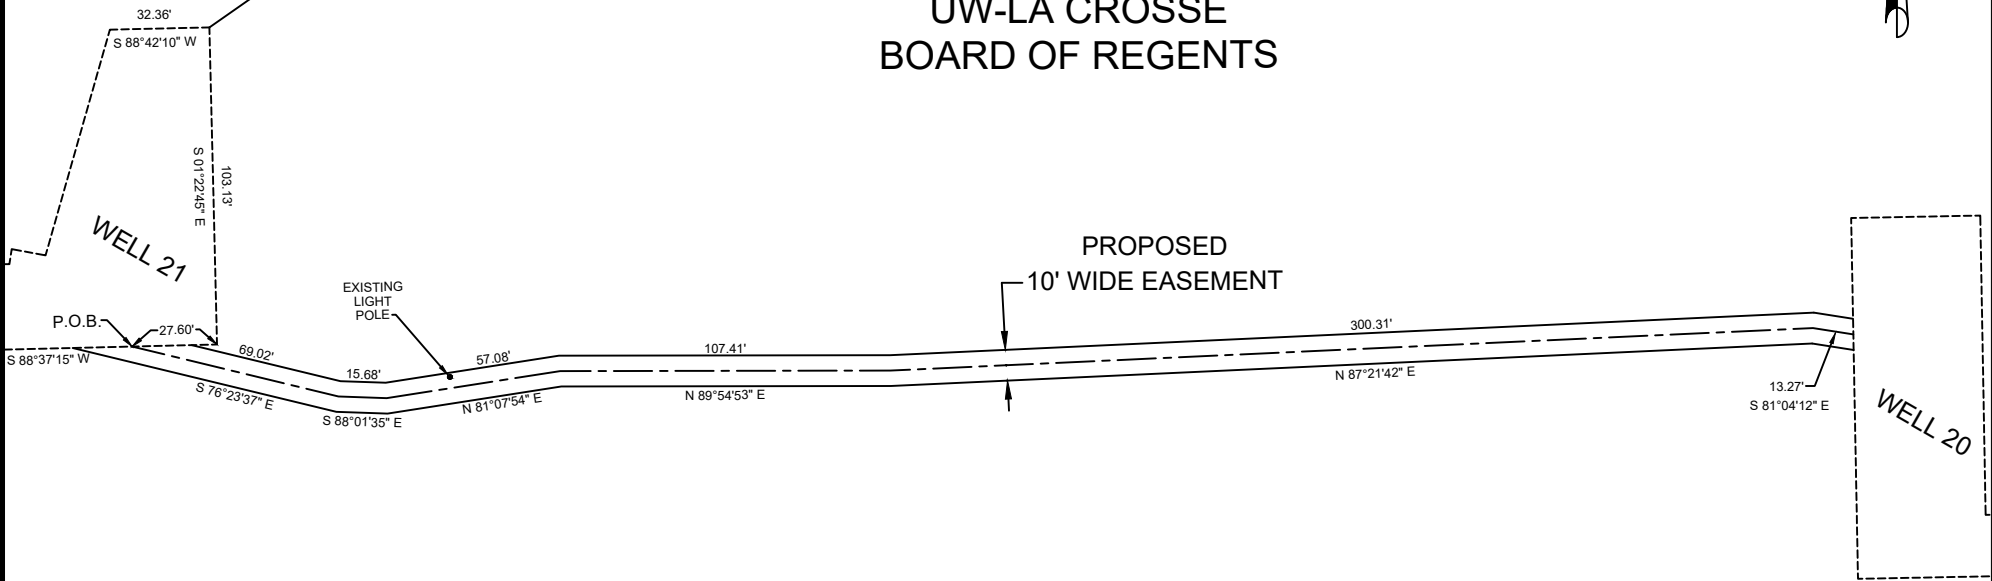 UW-LA CROSSE
BOARD OF REGENTS
32.36'
S 88°42'10" W
S 01°22'45" E
103.13'
WELL 21
P.O.B.
27.60'
S 88°37'15" W
EXISTING
LIGHT
POLE
69.02'
S 76°23'37" E
15.68'
S 88°01'35" E
57.08'
N 81°07'54" E
107.41'
N 89°54'53" E
PROPOSED
10' WIDE EASEMENT
300.31'
N 87°21'42" E
13.27'
S 81°04'12" E
WELL 20